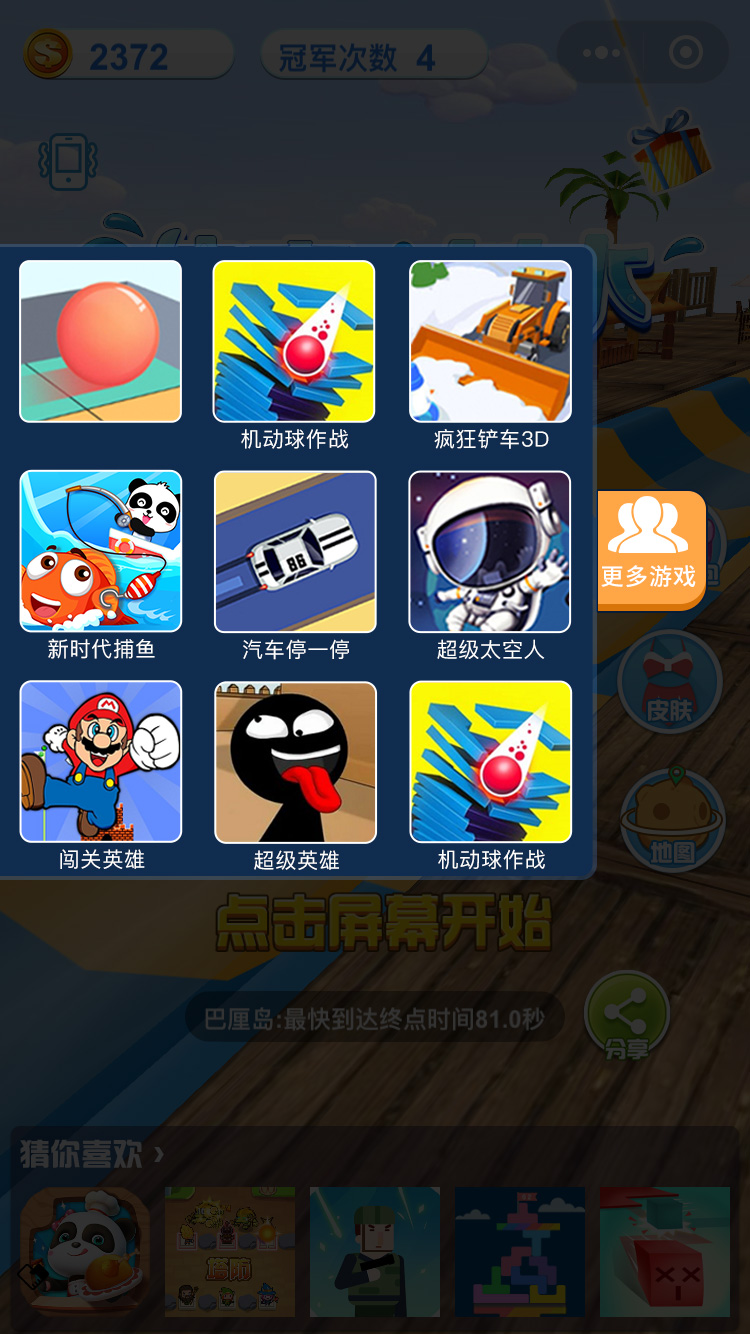 2372
冠军次数 4
机动球作战
疯狂铲车3D
86
新时代捕鱼
汽车停一停
超级太空人
更多游戏
皮肤
M
闯关英雄
超级英雄
机动球作战
地图
点击屏幕开始
巴厘岛:最快到达终点时间81.0秒
分享
猜你喜欢 ›
塔防